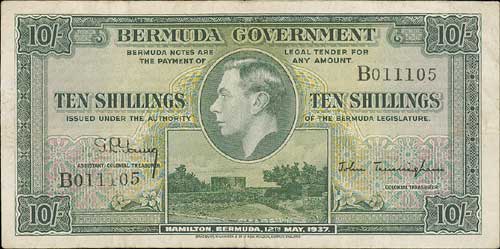 10/- BERMUDA GOVERNMENT 10/-
BERMUDA NOTES ARE LEGAL TENDER FOR
THE PAYMENT OF ANY AMOUNT.
B011105
TEN SHILLINGS TEN SHILLINGS
ISSUED UNDER THE AUTHORITY OF THE BERMUDA LEGISLATURE.
ASSISTANT COLONIAL TREASURER
COLONIAL TREASURER
B011105
10/- HAMILTON, BERMUDA, 12TH MAY, 1937. 10/-